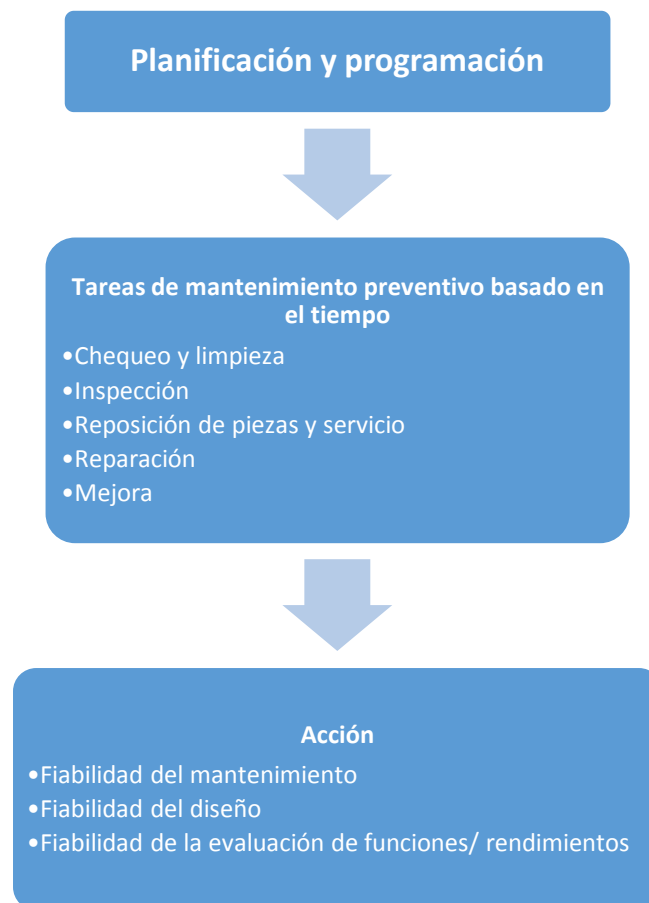 Planificación y programación
Tareas de mantenimiento preventivo basado en
el tiempo
•Chequeo y limpieza
•Inspección
•Reposición de piezas y servicio
•Reparación
•Mejora
Acción
•Fiabilidad del mantenimiento
•Fiabilidad del diseño
•Fiabilidad de la evaluación de funciones/ rendimientos